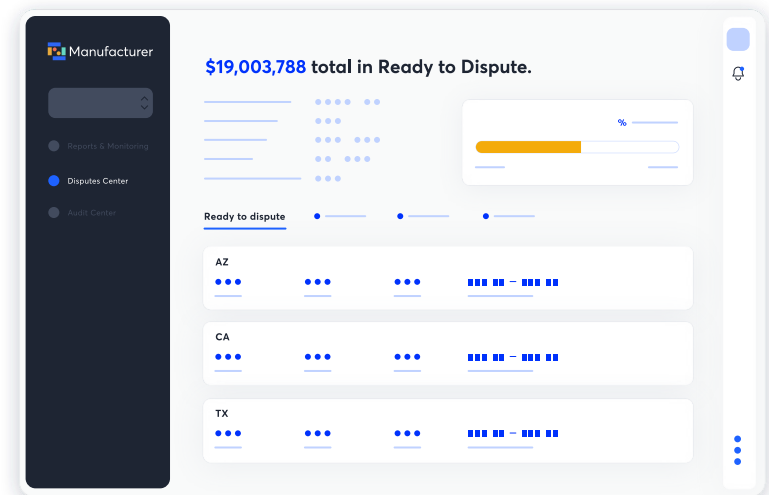 Manufacturer
Reports & Monitoring
Disputes Center
Audit Center
$19,003,788 total in Ready to Dispute.
%
Ready to dispute
AZ
CA
TX